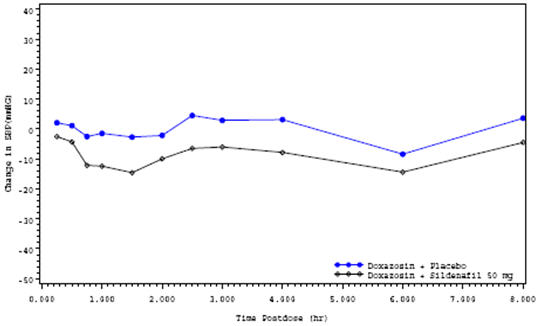 40
30
20
10
0
-10
-20
-30
-40
-50
Change in SBP(mmHG)
Doxazosin + Placebo
Doxazosin + Sildenafil 50 mg
0.000 1.000 2.000 3.000 4.000 5.000 6.000 7.000 8.000
Time Postdose (hr)